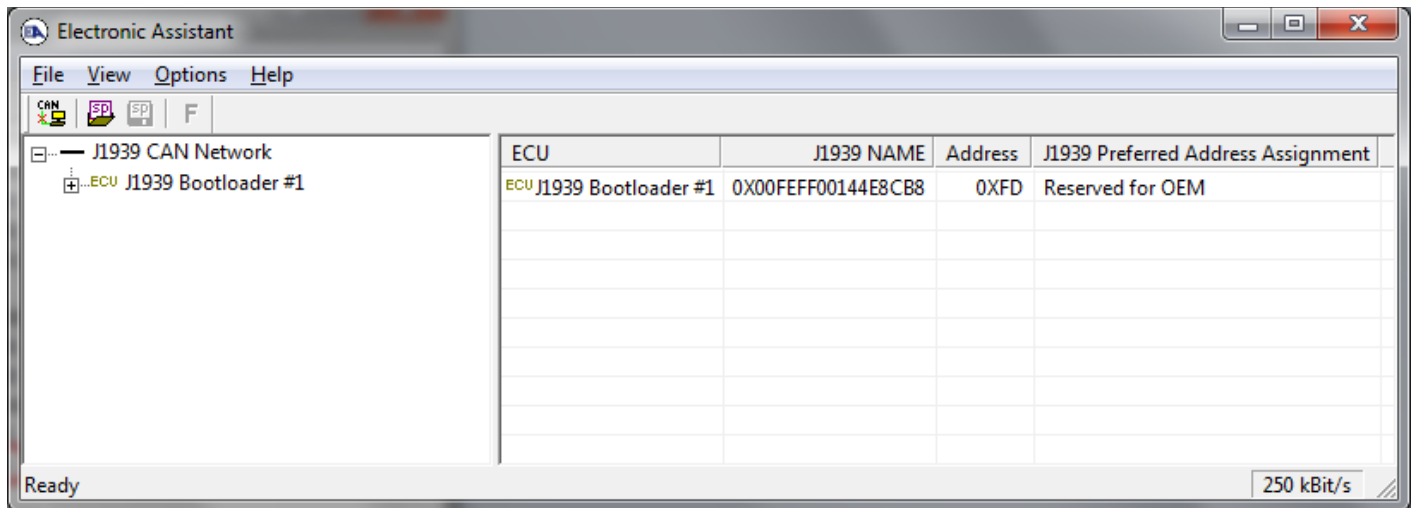 Electronic Assistant
File View Options Help
CAN SP SP F
J1939 CAN Network
ECU J1939 Bootloader #1
ECU J1939 NAME Address J1939 Preferred Address Assignment
ECU J1939 Bootloader #1 0X00FEFF00144E8CB8 0XFD Reserved for OEM
Ready 250 kBit/s